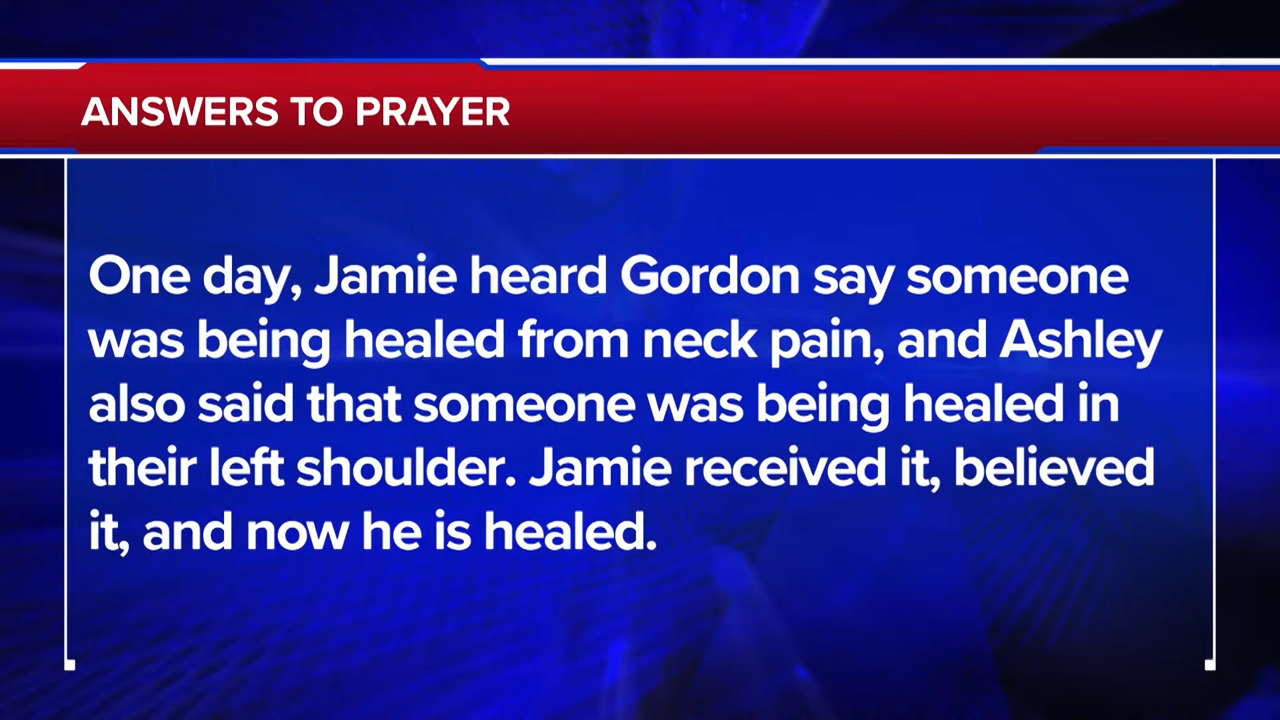 ANSWERS TO PRAYER
One day, Jamie heard Gordon say someone
was being healed from neck pain, and Ashley
also said that someone was being healed in
their left shoulder. Jamie received it, believed
it, and now he is healed.